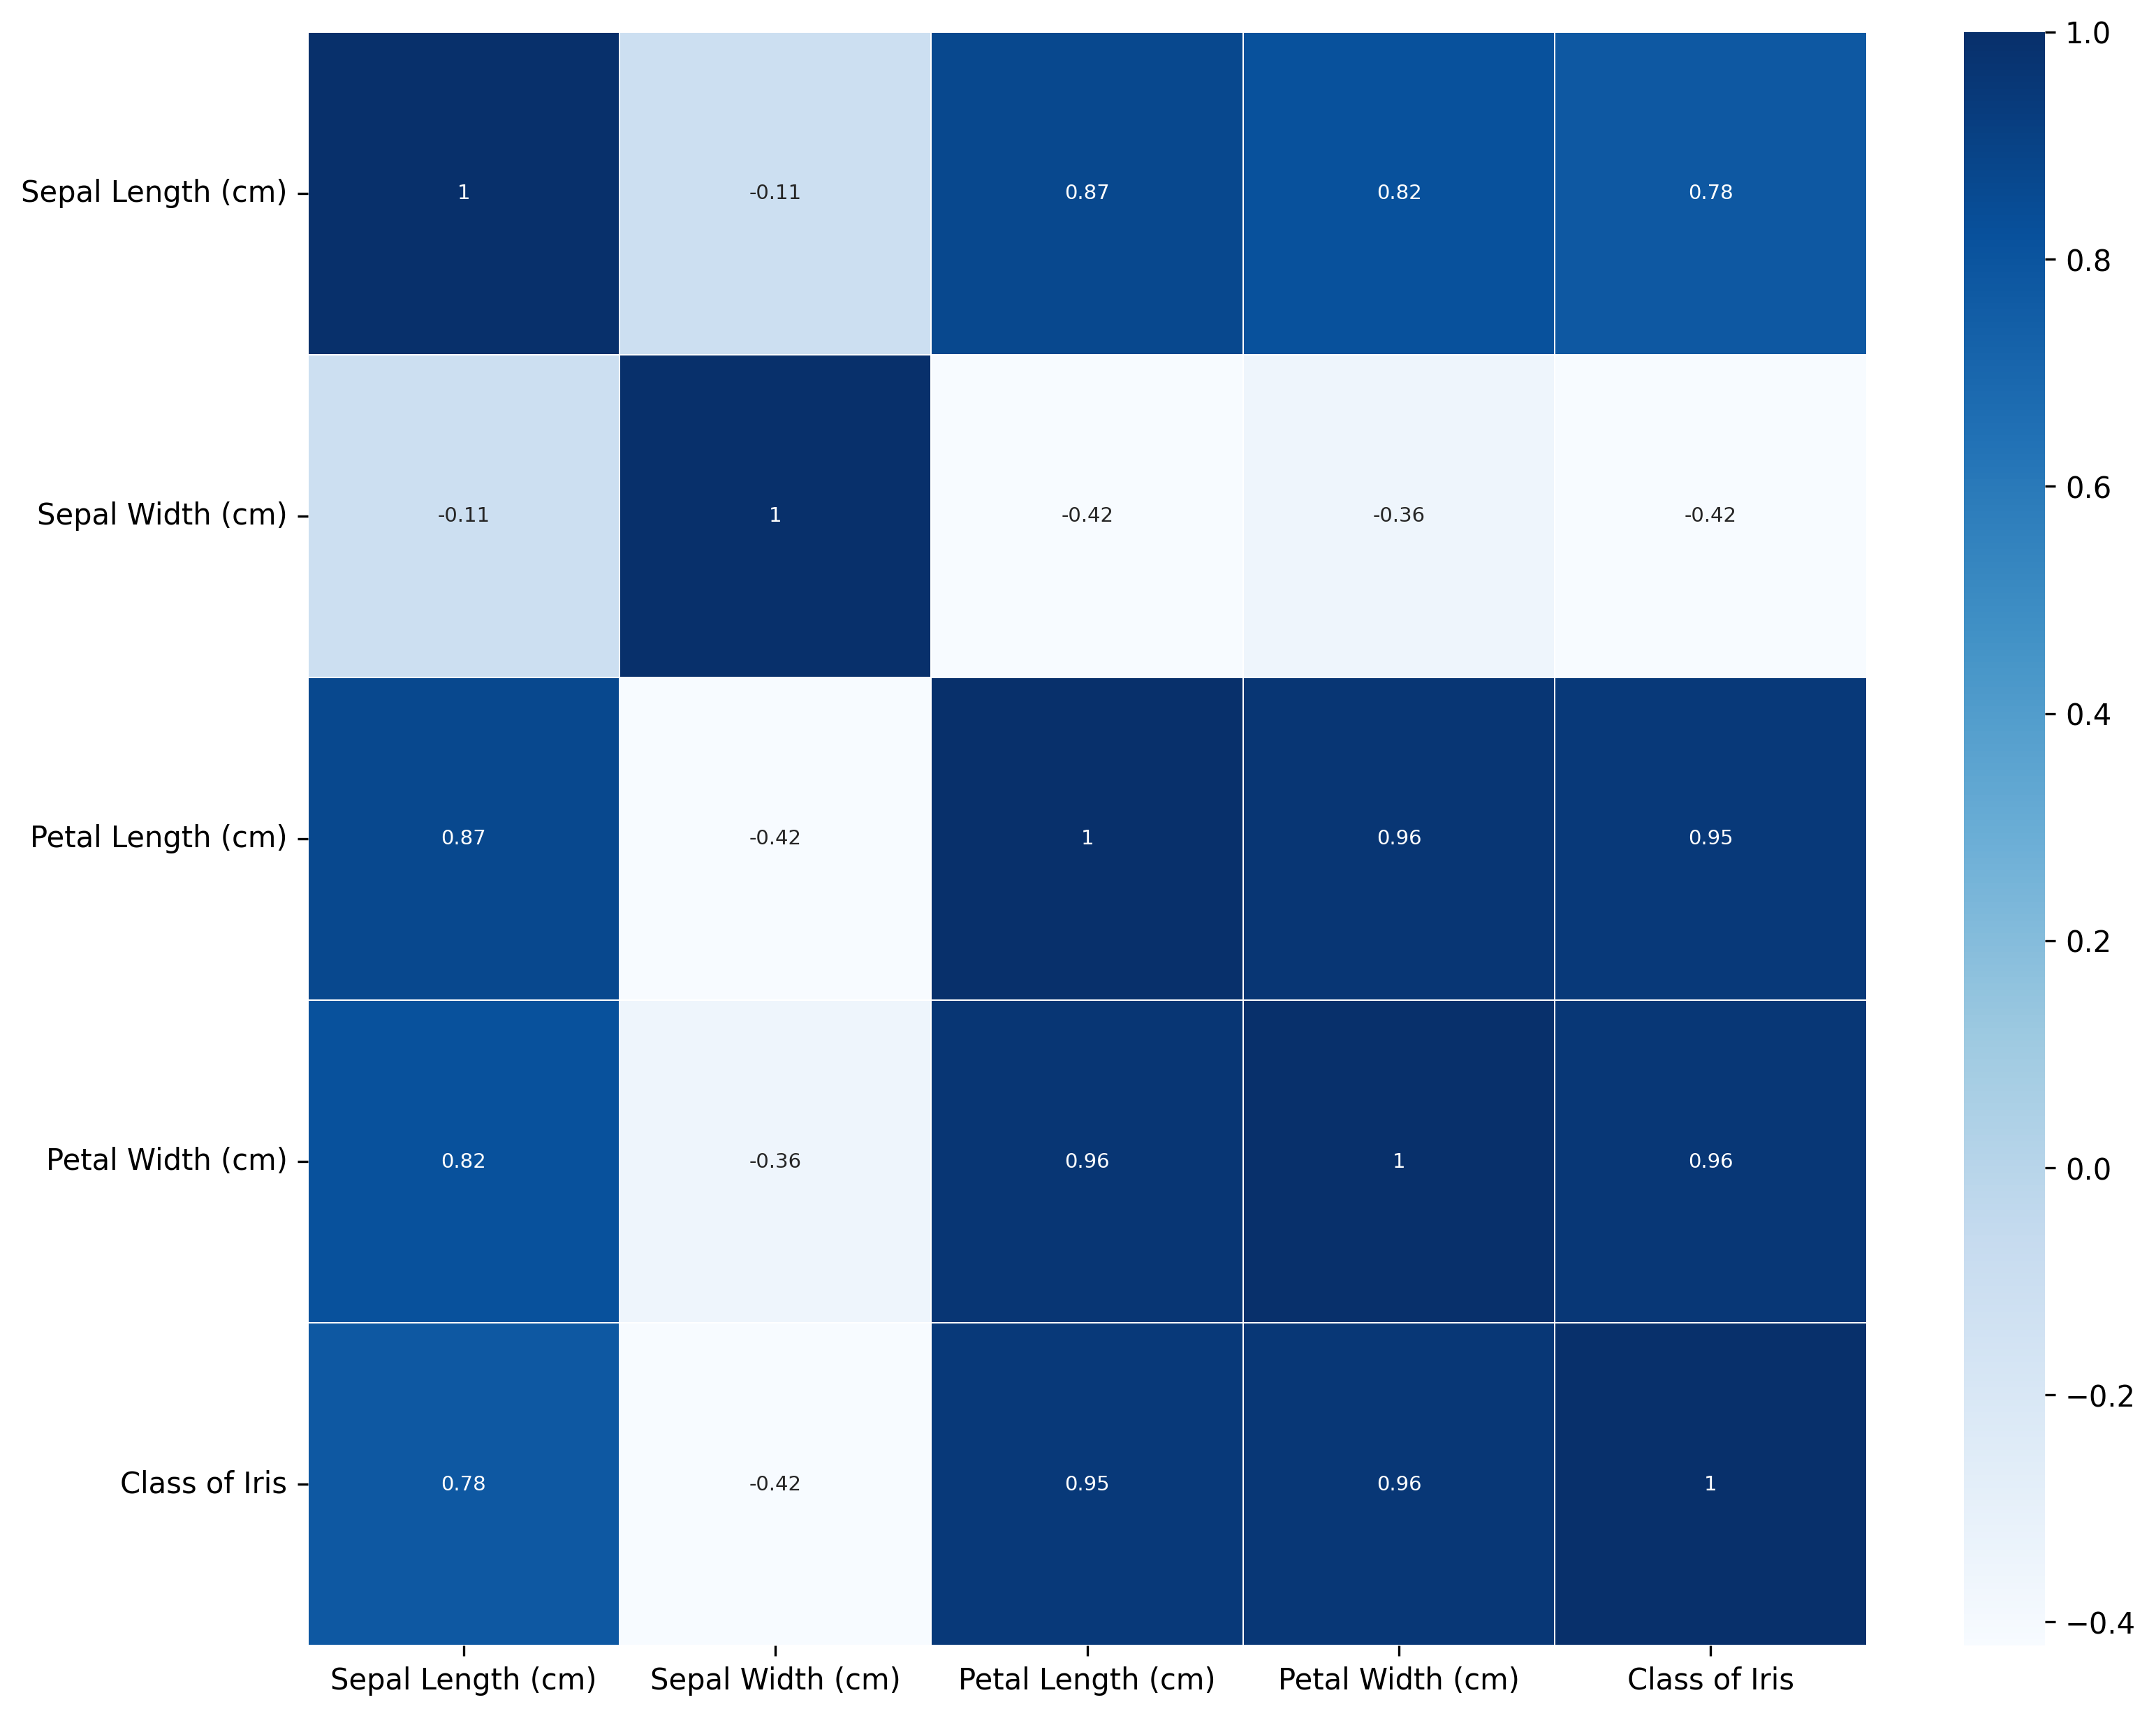 1.0
Sepal Length (cm) 1 -0.11 0.87 0.82 0.78
0.8
Sepal Width (cm) -0.11 1 -0.42 -0.36 -0.42
0.6
0.4
Petal Length (cm) 0.87 -0.42 1 0.96 0.95
0.2
Petal Width (cm) 0.82 -0.36 0.96 1 0.96
0.0
−0.2
Class of Iris 0.78 -0.42 0.95 0.96 1
−0.4
Sepal Length (cm) Sepal Width (cm) Petal Length (cm) Petal Width (cm) Class of Iris